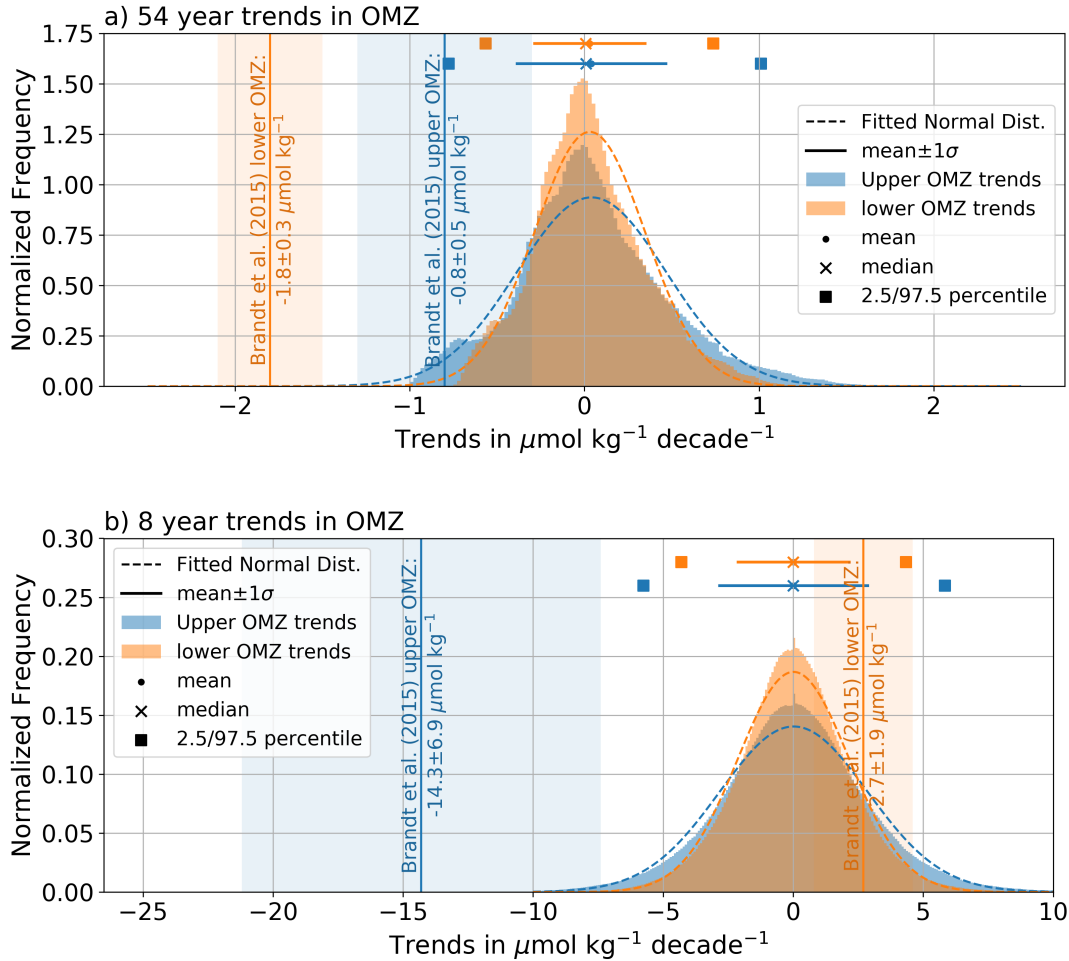 a) 54 year trends in OMZ
1.75
1.50
1.25
1.00
0.75
0.50
0.25
0.00
Normalized Frequency
Brandt et al. (2015) lower OMZ:
-1.8±0.3 μmol kg⁻¹
Brandt et al. (2015) upper OMZ:
-0.8±0.5 μmol kg⁻¹
Fitted Normal Dist.
mean±1σ
Upper OMZ trends
lower OMZ trends
mean
median
2.5/97.5 percentile
−2 −1 0 1 2
Trends in μmol kg⁻¹ decade⁻¹
b) 8 year trends in OMZ
0.30
0.25
0.20
0.15
0.10
0.05
0.00
Normalized Frequency
Fitted Normal Dist.
mean±1σ
Upper OMZ trends
lower OMZ trends
mean
median
2.5/97.5 percentile
Brandt et al. (2015) upper OMZ:
-14.3±6.9 μmol kg⁻¹
Brandt et al. (2015) lower OMZ:
2.7±1.9 μmol kg⁻¹
−25 −20 −15 −10 −5 0 5 10
Trends in μmol kg⁻¹ decade⁻¹